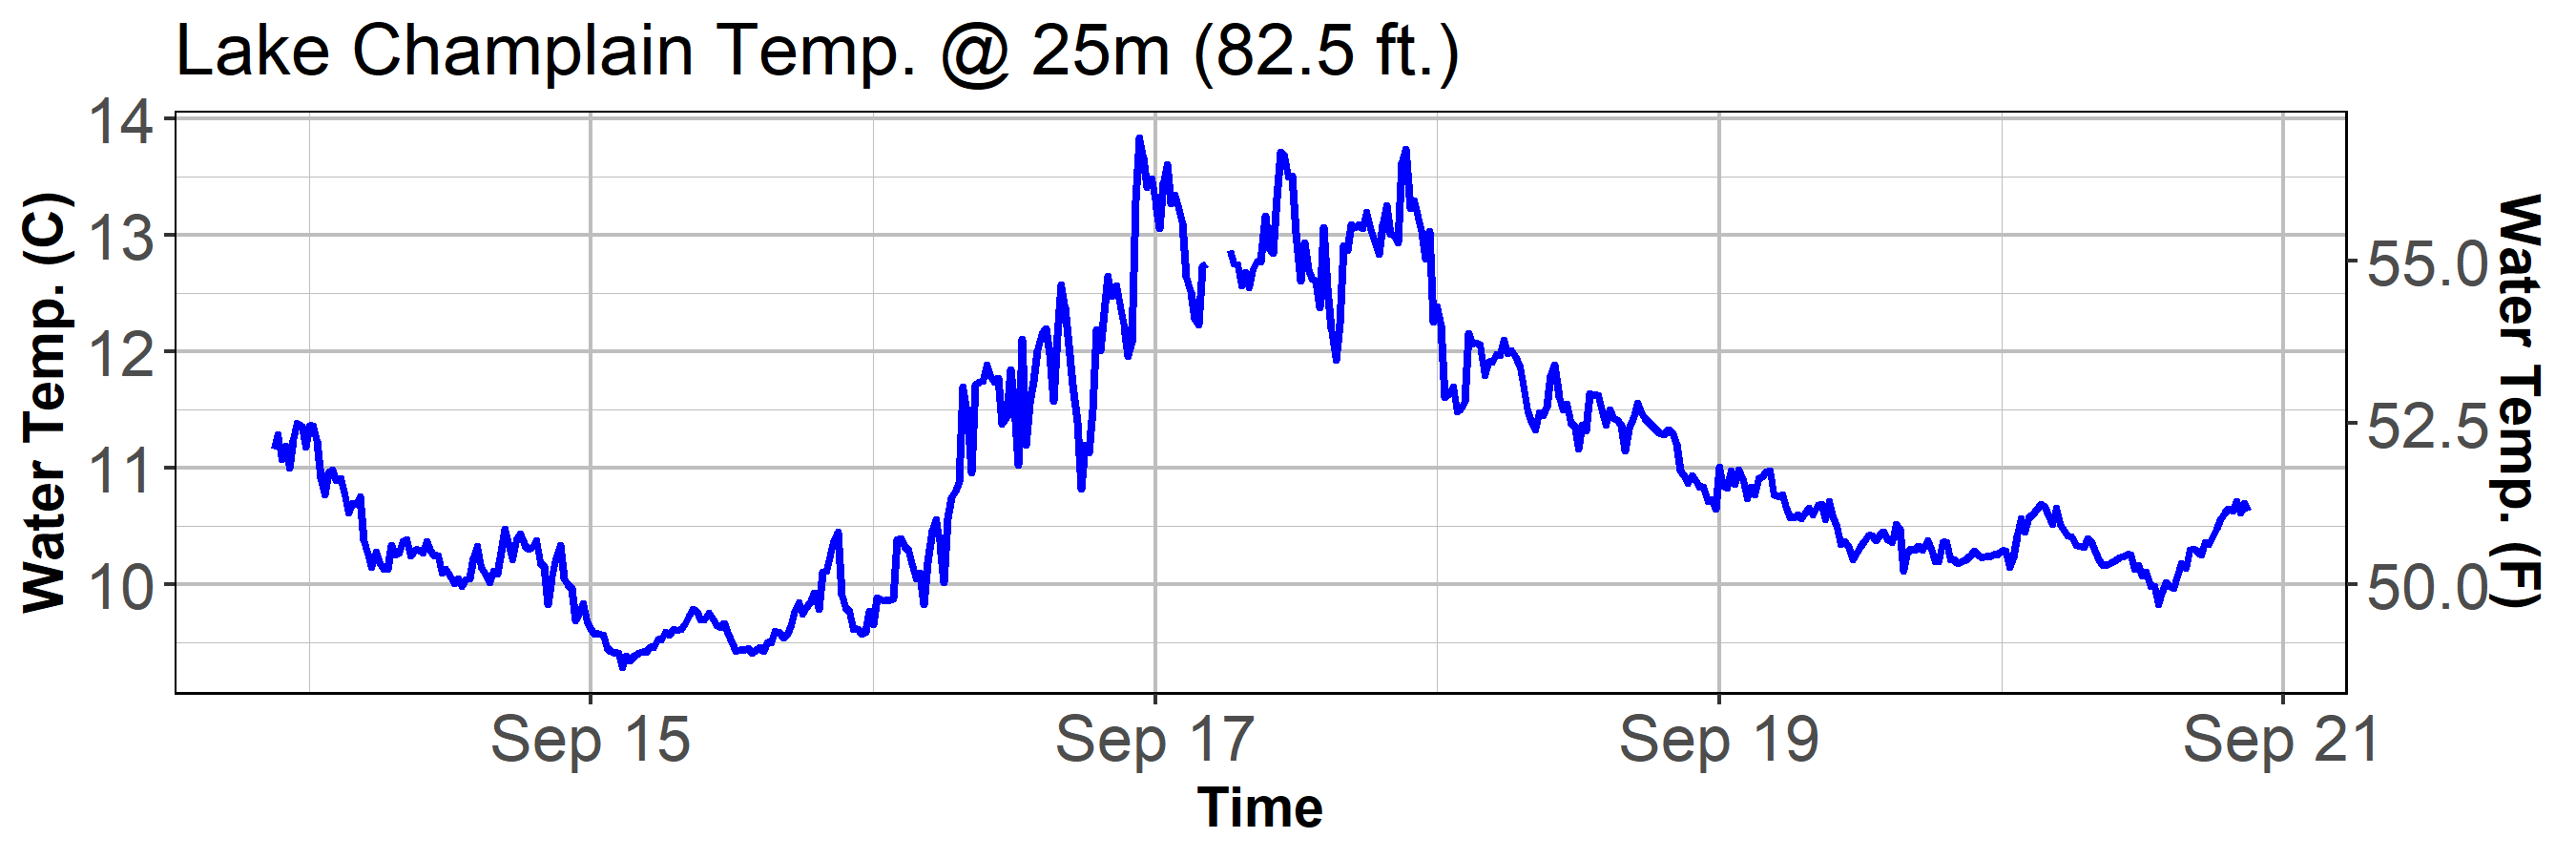 Lake Champlain Temp. @ 25m (82.5 ft.)
Water Temp. (C)
14
13
12
11
10
55.0
52.5
50.0
Water Temp. (F)
Sep 15
Sep 17
Sep 19
Sep 21
Time